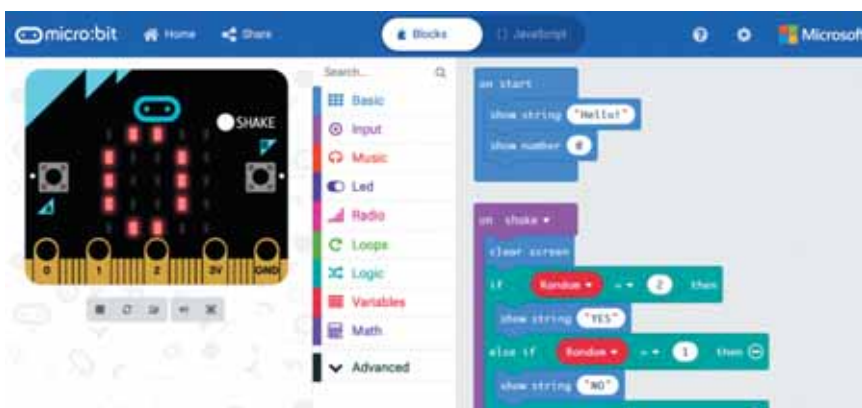 micro:bit Home Share Blocks {} JavaScript Microsoft
SHAKE
B
A
0 1 2 3V GND
Search...
Basic
Input
Music
Led
Radio
Loops
Logic
Variables
Math
Advanced
on start
show string "Hello!"
show number 0
on shake
clear screen
if Random = 2 then
show string "YES"
else if Random = 1 then
show string "NO"